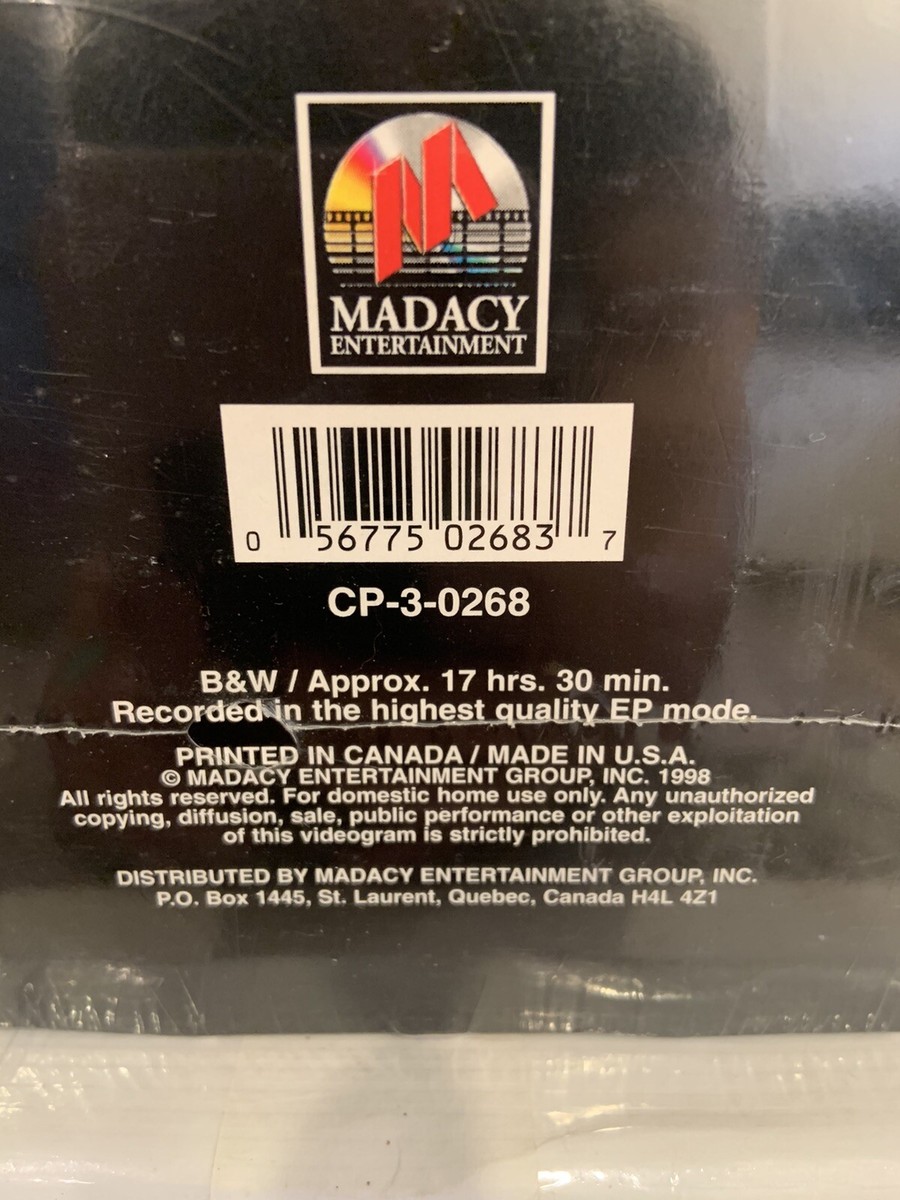 MADACY
ENTERTAINMENT
0 56775 02683 7
CP-3-0268
B&W / Approx. 17 hrs. 30 min.
Recorded in the highest quality EP mode.
PRINTED IN CANADA / MADE IN U.S.A.
© MADACY ENTERTAINMENT GROUP, INC. 1998
All rights reserved. For domestic home use only. Any unauthorized
copying, diffusion, sale, public performance or other exploitation
of this videogram is strictly prohibited.
DISTRIBUTED BY MADACY ENTERTAINMENT GROUP, INC.
P.O. Box 1445, St. Laurent, Quebec, Canada H4L 4Z1